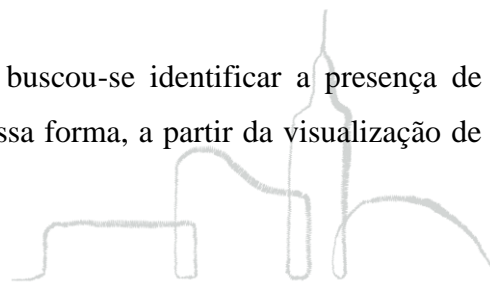 buscou-se identificar a presença de
ssa forma, a partir da visualização de